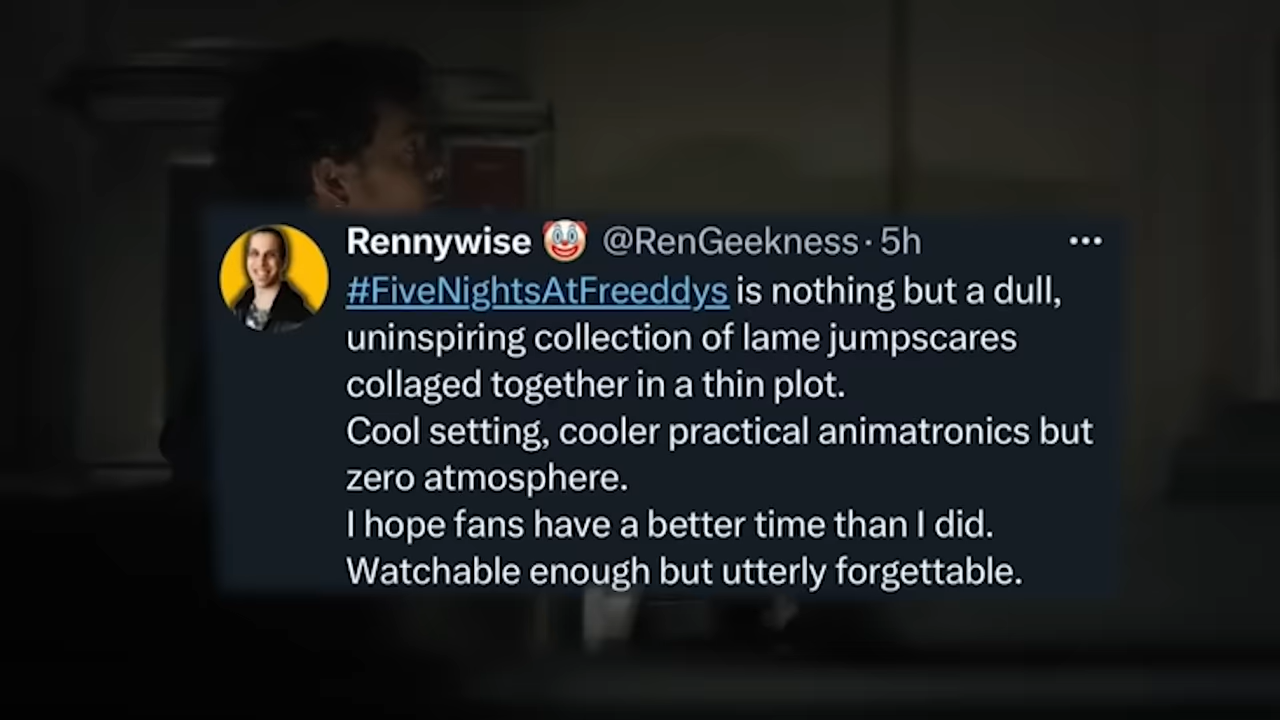 Rennywise 🤡 @RenGeekness · 5h
#FiveNightsAtFreeddys is nothing but a dull,
uninspiring collection of lame jumpscares
collaged together in a thin plot.
Cool setting, cooler practical animatronics but
zero atmosphere.
I hope fans have a better time than I did.
Watchable enough but utterly forgettable.